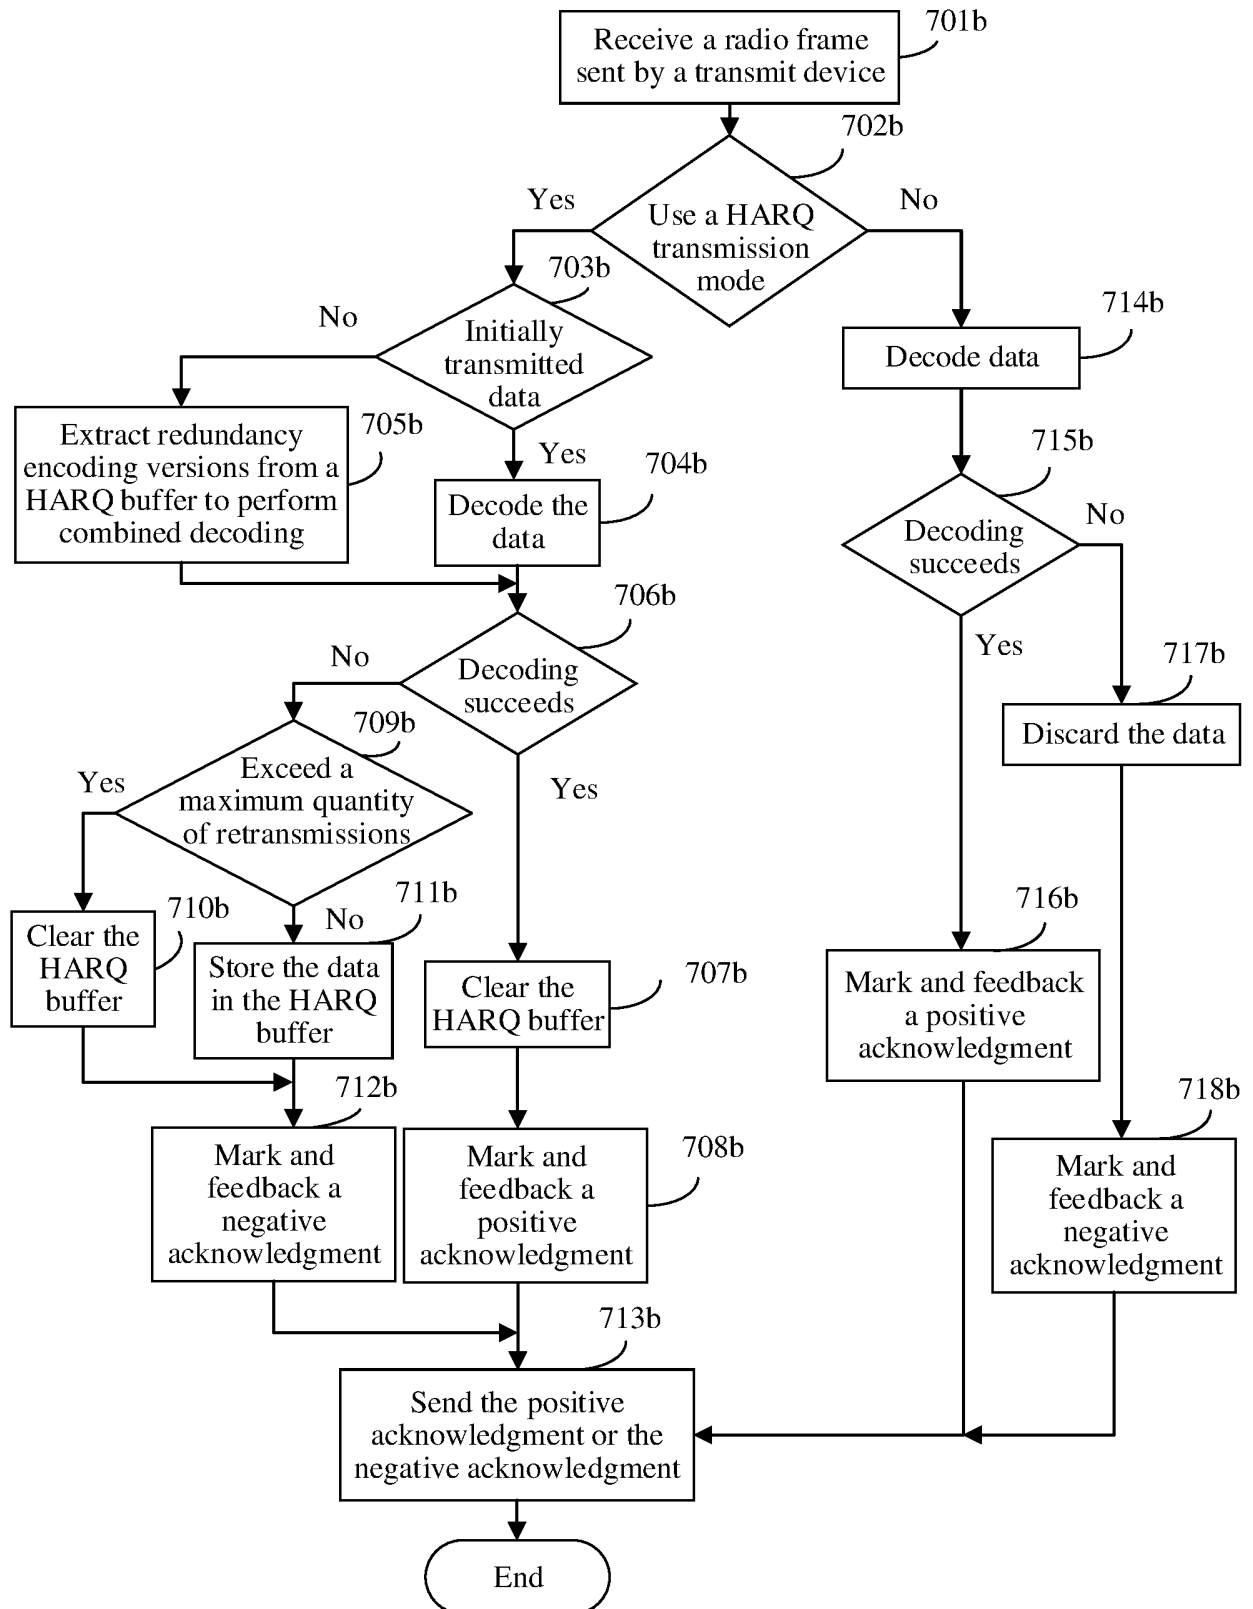 Receive a radio frame
sent by a transmit device
701b
702b
Use a HARQ
transmission
mode
Yes
No
703b
Initially
transmitted
data
No
Yes
714b
Decode data
705b
Extract redundancy
encoding versions from a
HARQ buffer to perform
combined decoding
704b
Decode the
data
715b
Decoding
succeeds
No
Yes
706b
Decoding
succeeds
No
Yes
717b
Discard the data
709b
Exceed a
maximum quantity
of retransmissions
Yes
No
710b
Clear the
HARQ
buffer
711b
Store the data
in the HARQ
buffer
707b
Clear the
HARQ buffer
716b
Mark and feedback
a positive
acknowledgment
712b
Mark and
feedback a
negative
acknowledgment
708b
Mark and
feedback a
positive
acknowledgment
718b
Mark and
feedback a
negative
acknowledgment
713b
Send the positive
acknowledgment or the
negative acknowledgment
End